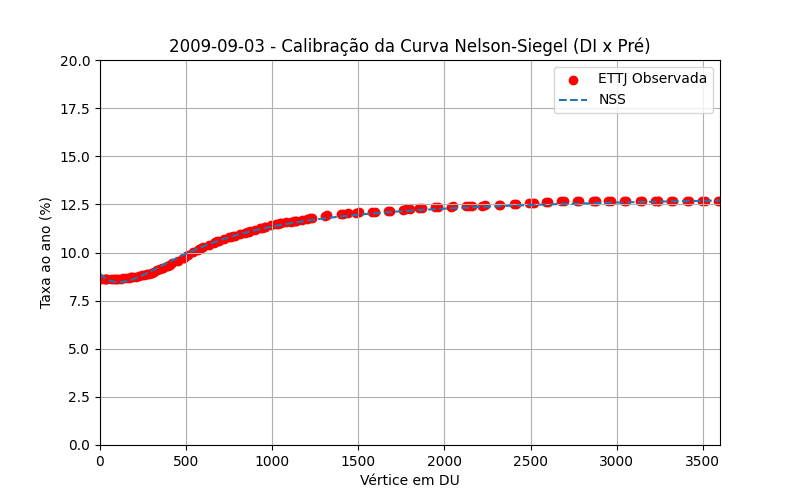 2009-09-03 - Calibração da Curva Nelson-Siegel (DI x Pré)
20.0
17.5
15.0
12.5
10.0
7.5
5.0
2.5
0.0
Taxa ao ano (%)
ETTJ Observada
NSS
0 500 1000 1500 2000 2500 3000 3500
Vértice em DU